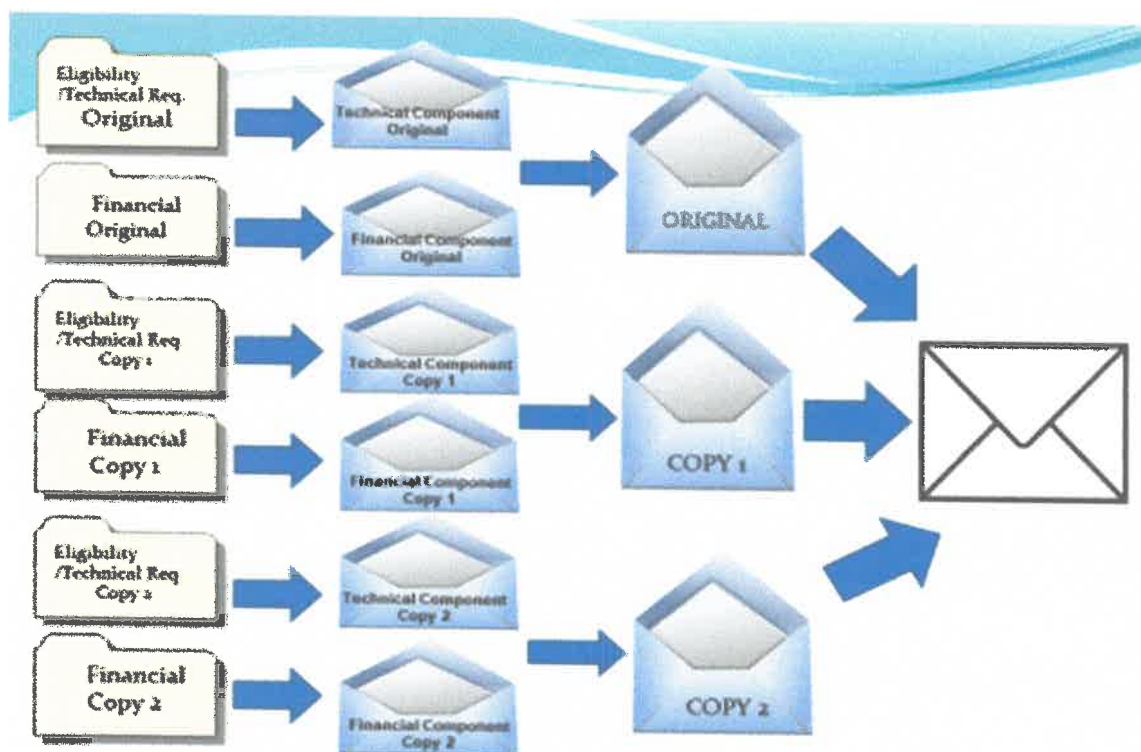 Eligibility
/Technical Req.
Original
Technical Component
Original
ORIGINAL
Financial
Original
Financial Component
Original
Eligibility
/Technical Req
Copy 1
Technical Component
Copy 1
COPY 1
Financial
Copy 1
Financial Component
Copy 1
Eligibility
/Technical Req
Copy 2
Technical Component
Copy 2
COPY 2
Financial
Copy 2
Financial Component
Copy 2